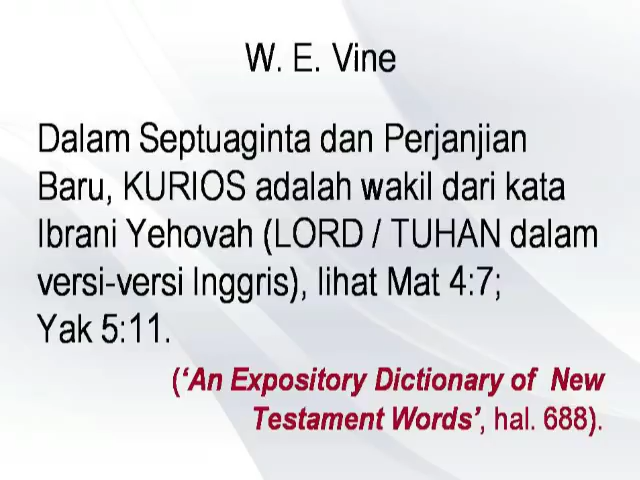 W. E. Vine
Dalam Septuaginta dan Perjanjian
Baru, KURIOS adalah wakil dari kata
Ibrani Yehovah (LORD / TUHAN dalam
versi-versi Inggris), lihat Mat 4:7;
Yak 5:11.
(‘An Expository Dictionary of New
Testament Words’, hal. 688).